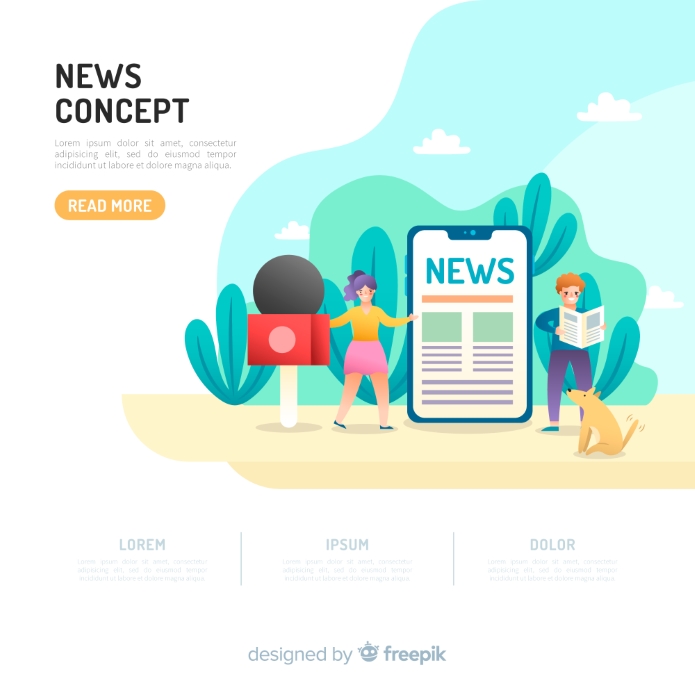 NEWS
CONCEPT
Lorem ipsum dolor sit amet, consectetur
adipisicing elit, sed do eiusmod tempor
incididunt ut labore et dolore magna aliqua.
READ MORE
NEWS
LOREM
Lorem ipsum dolor sit amet, consectetur
adipisicing elit, sed do eiusmod tempor
incididunt ut labore et dolore magna aliqua.
IPSUM
Lorem ipsum dolor sit amet, consectetur
adipisicing elit, sed do eiusmod tempor
incididunt ut labore et dolore magna aliqua.
DOLOR
Lorem ipsum dolor sit amet, consectetur
adipisicing elit, sed do eiusmod tempor
incididunt ut labore et dolore magna aliqua.
designed by freepik